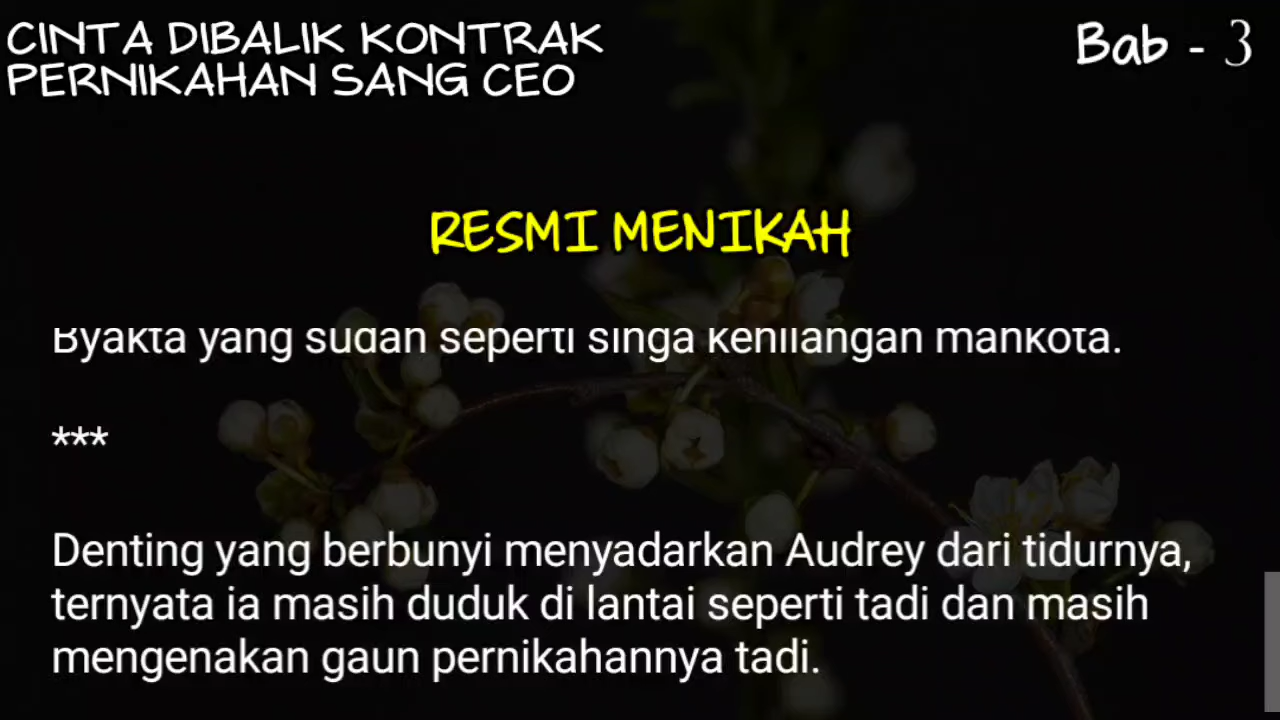 CINTA DIBALIK KONTRAK
PERNIKAHAN SANG CEO
Bab - 3
RESMI MENIKAH
Byakta yang sudah seperti singa kehilangan mankota.
***
Denting yang berbunyi menyadarkan Audrey dari tidurnya,
ternyata ia masih duduk di lantai seperti tadi dan masih
mengenakan gaun pernikahannya tadi.